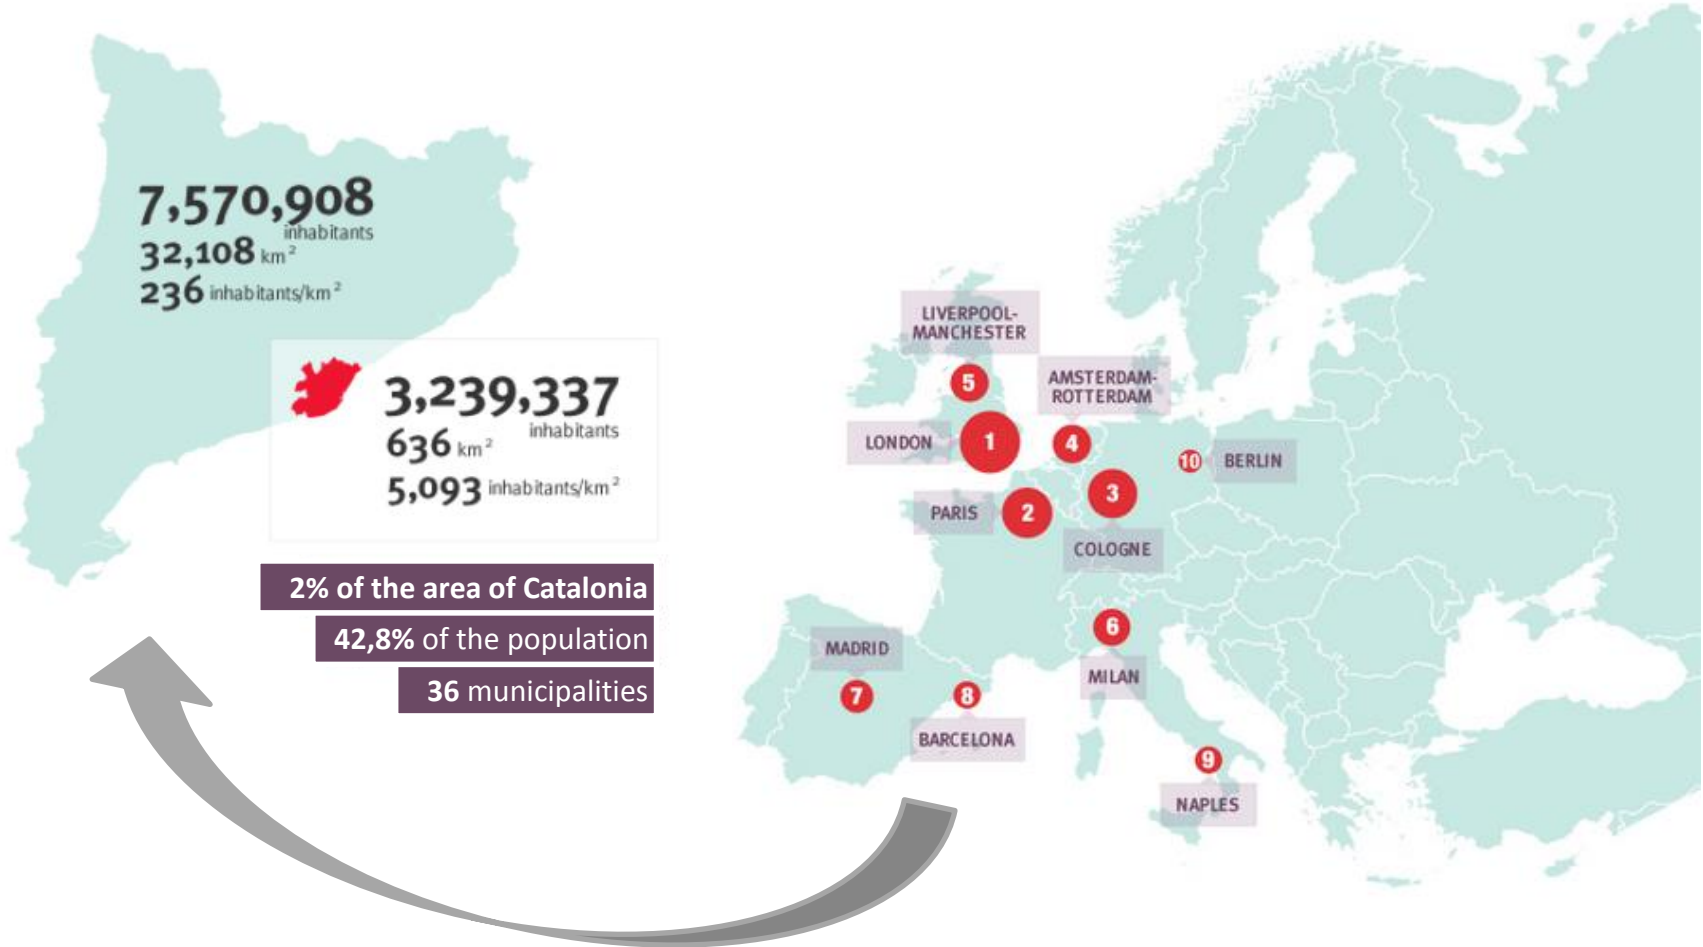 7,570,908
inhabitants
32,108 km²
236 inhabitants/km²
3,239,337
inhabitants
636 km²
5,093 inhabitants/km²
2% of the area of Catalonia
42,8% of the population
36 municipalities
LIVERPOOL-
MANCHESTER
5
AMSTERDAM-
ROTTERDAM
LONDON
1
4
10
BERLIN
3
PARIS
2
COLOGNE
MADRID
6
MILAN
7
8
BARCELONA
9
NAPLES